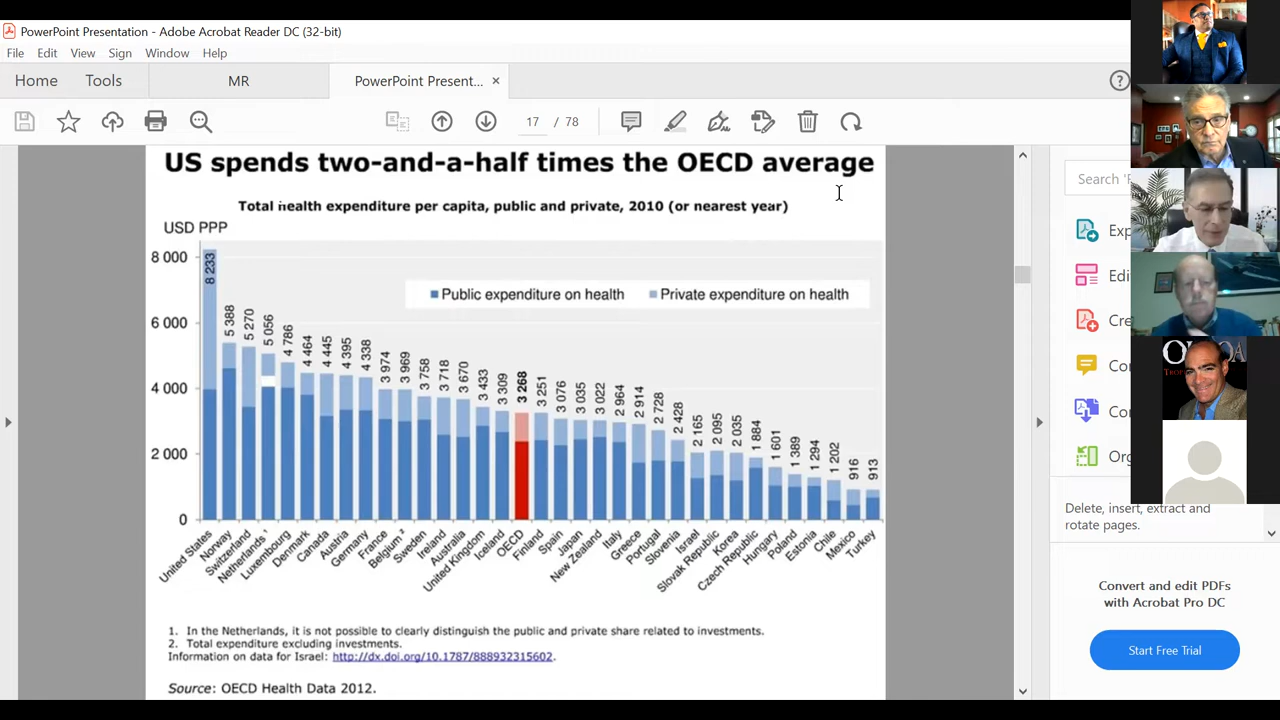 PowerPoint Presentation - Adobe Acrobat Reader DC (32-bit)
File Edit View Sign Window Help
Home Tools MR PowerPoint Present... ×
17 / 78
US spends two-and-a-half times the OECD average
Total health expenditure per capita, public and private, 2010 (or nearest year)
USD PPP
8 000
6 000
4 000
2 000
0
Public expenditure on health Private expenditure on health
8 233
5 388
5 270
5 056
4 786
4 464
4 445
4 395
4 338
3 974
3 969
3 758
3 718
3 670
3 433
3 309
3 268
3 251
3 076
3 035
3 022
2 964
2 914
2 728
2 428
2 165
2 095
2 035
1 884
1 601
1 389
1 294
1 202
916
913
United States
Norway
Switzerland
Netherlands ¹
Luxembourg
Denmark
Canada
Austria
Germany
France
Belgium ²
Sweden
Ireland
Australia
United Kingdom
Iceland
OECD
Finland
Spain
Japan
New Zealand
Italy
Greece
Portugal
Slovenia
Israel
Slovak Republic
Korea
Czech Republic
Hungary
Poland
Estonia
Chile
Mexico
Turkey
1. In the Netherlands, it is not possible to clearly distinguish the public and private share related to investments.
2. Total expenditure excluding investments.
Information on data for Israel: http://dx.doi.org/10.1787/888932315602.
Source: OECD Health Data 2012.
Search 'P
Exp
Edi
Cre
Co
Cor
Org
Delete, insert, extract and
rotate pages.
Convert and edit PDFs
with Acrobat Pro DC
Start Free Trial